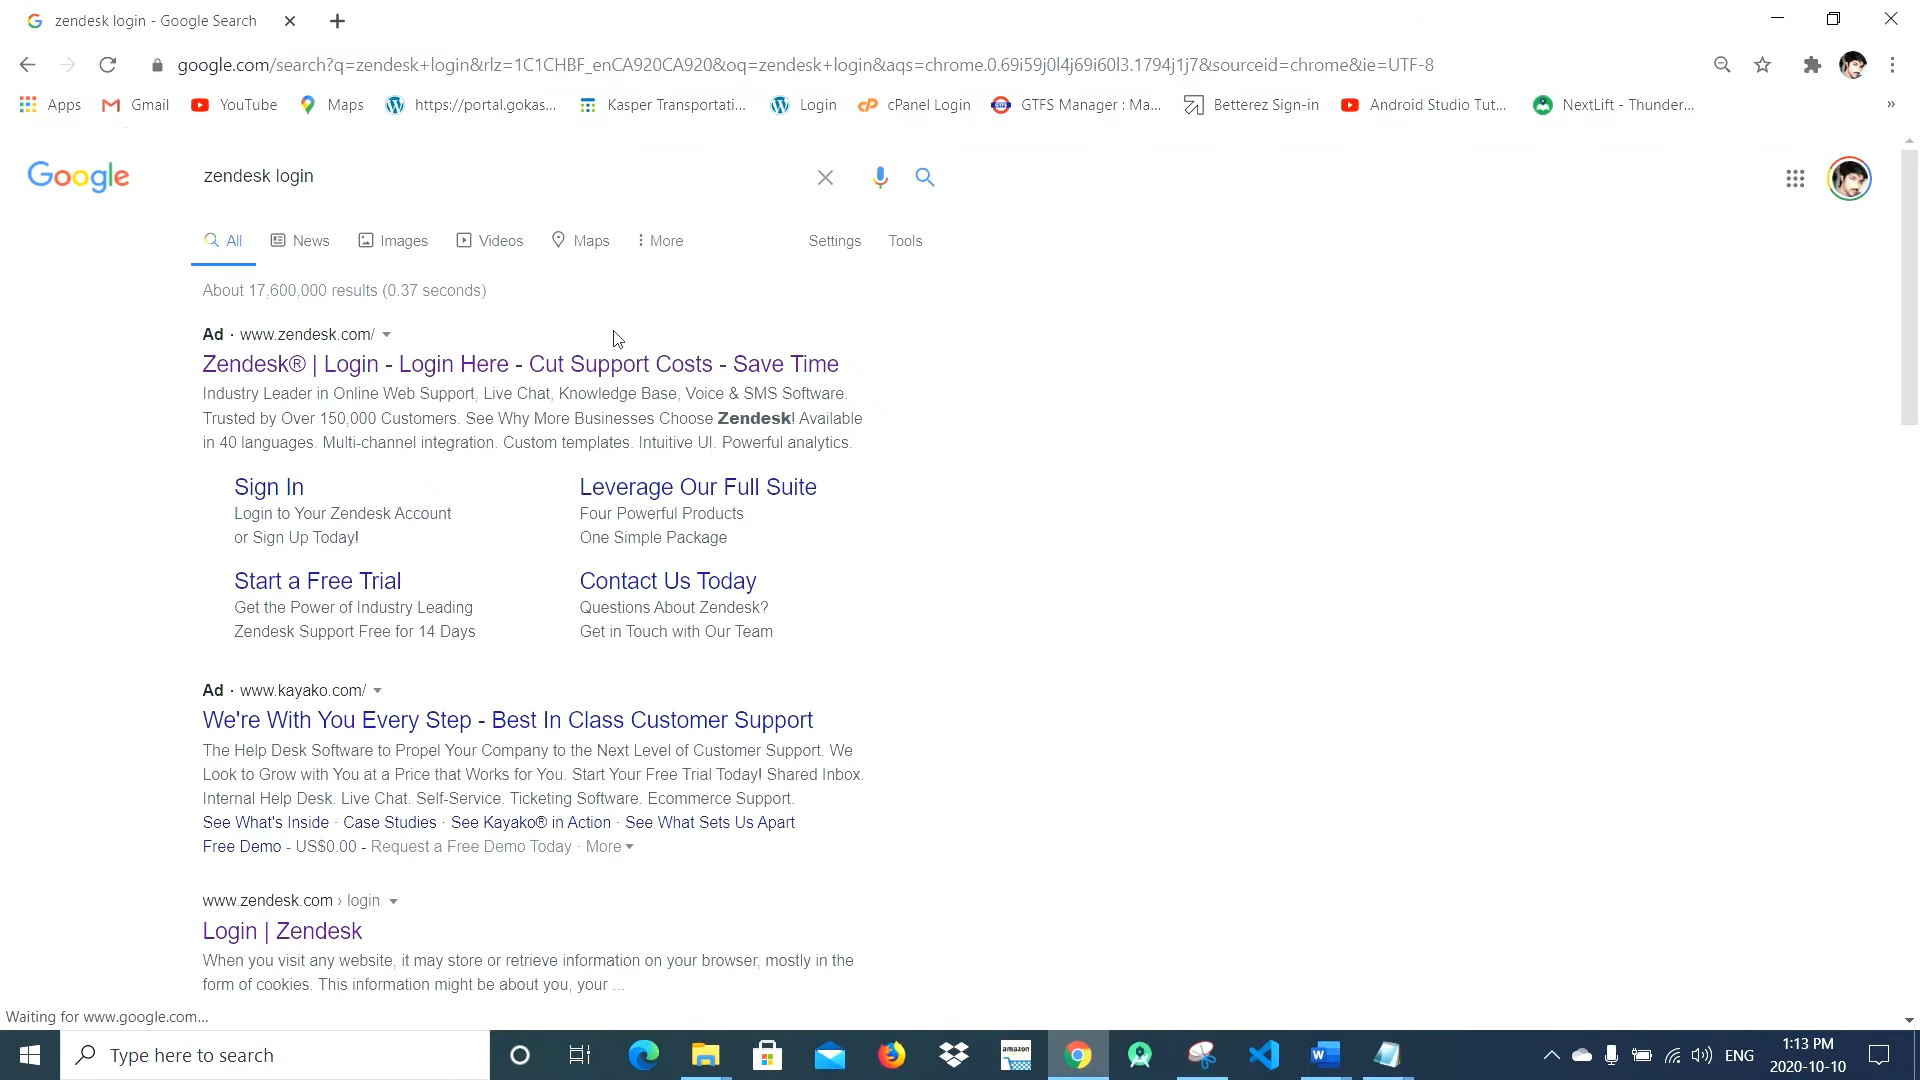 zendesk login - Google Search
google.com/search?q=zendesk+login&rlz=1C1CHBF_enCA920CA920&oq=zendesk+login&aqs=chrome.0.69i59j0l4j69i60l3.1794j1j7&sourceid=chrome&ie=UTF-8
Apps Gmail YouTube Maps https://portal.gokas... Kasper Transportati... Login cPanel Login GTFS Manager : Ma... Betterez Sign-in Android Studio Tut... NextLift - Thunder... »
Google zendesk login
All News Images Videos Maps More Settings Tools
About 17,600,000 results (0.37 seconds)
Ad · www.zendesk.com/
Zendesk® | Login - Login Here - Cut Support Costs - Save Time
Industry Leader in Online Web Support, Live Chat, Knowledge Base, Voice & SMS Software.
Trusted by Over 150,000 Customers. See Why More Businesses Choose Zendesk! Available
in 40 languages. Multi-channel integration. Custom templates. Intuitive UI. Powerful analytics.
Sign In
Login to Your Zendesk Account
or Sign Up Today!
Leverage Our Full Suite
Four Powerful Products
One Simple Package
Start a Free Trial
Get the Power of Industry Leading
Zendesk Support Free for 14 Days
Contact Us Today
Questions About Zendesk?
Get in Touch with Our Team
Ad · www.kayako.com/
We're With You Every Step - Best In Class Customer Support
The Help Desk Software to Propel Your Company to the Next Level of Customer Support. We
Look to Grow with You at a Price that Works for You. Start Your Free Trial Today! Shared Inbox.
Internal Help Desk. Live Chat. Self-Service. Ticketing Software. Ecommerce Support.
See What's Inside · Case Studies · See Kayako® in Action · See What Sets Us Apart
Free Demo - US$0.00 - Request a Free Demo Today · More
www.zendesk.com › login
Login | Zendesk
When you visit any website, it may store or retrieve information on your browser, mostly in the
form of cookies. This information might be about you, your ...
Waiting for www.google.com...
Type here to search
amazon
ENG
1:13 PM
2020-10-10